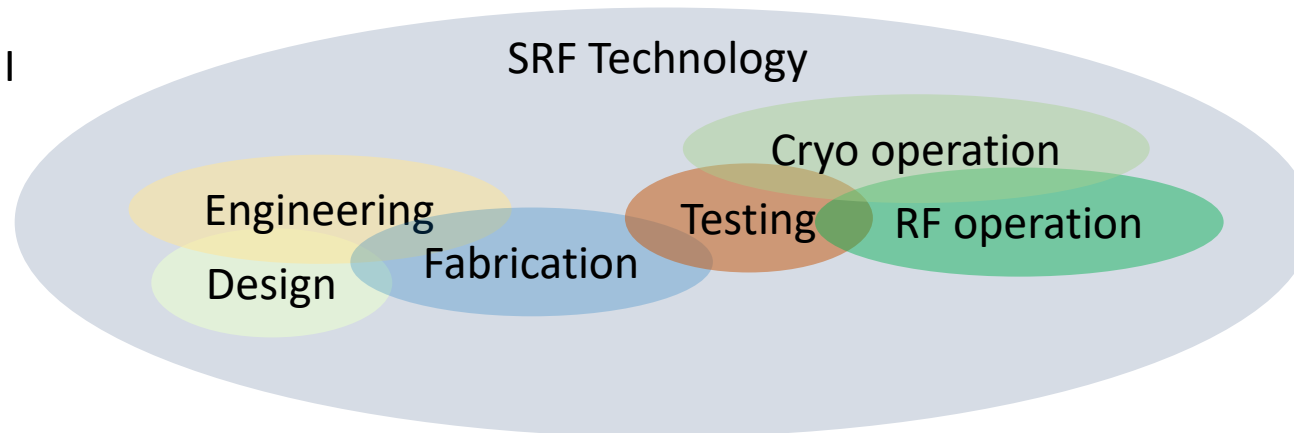 l
SRF Technology
Cryo operation
Engineering
Testing
RF operation
Fabrication
Design